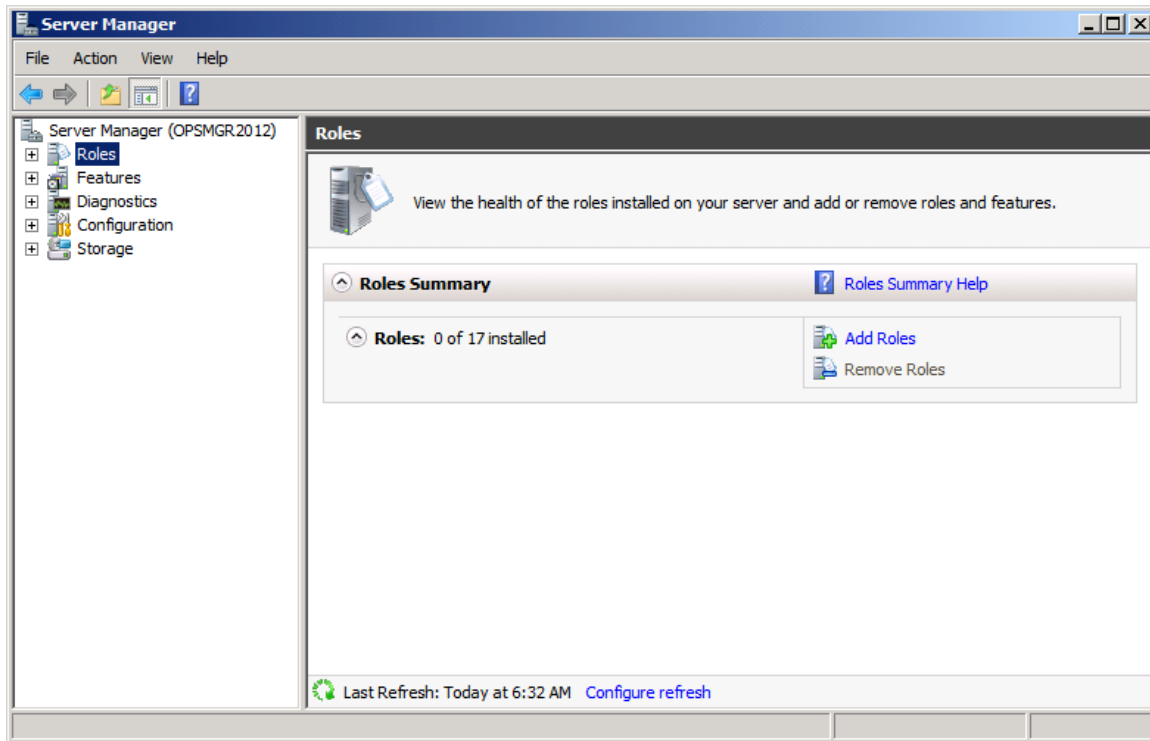 Server Manager
File Action View Help
Server Manager (OPSMGR2012)
Roles
Features
Diagnostics
Configuration
Storage
Roles
View the health of the roles installed on your server and add or remove roles and features.
Roles Summary
Roles Summary Help
Roles: 0 of 17 installed
Add Roles
Remove Roles
Last Refresh: Today at 6:32 AM Configure refresh